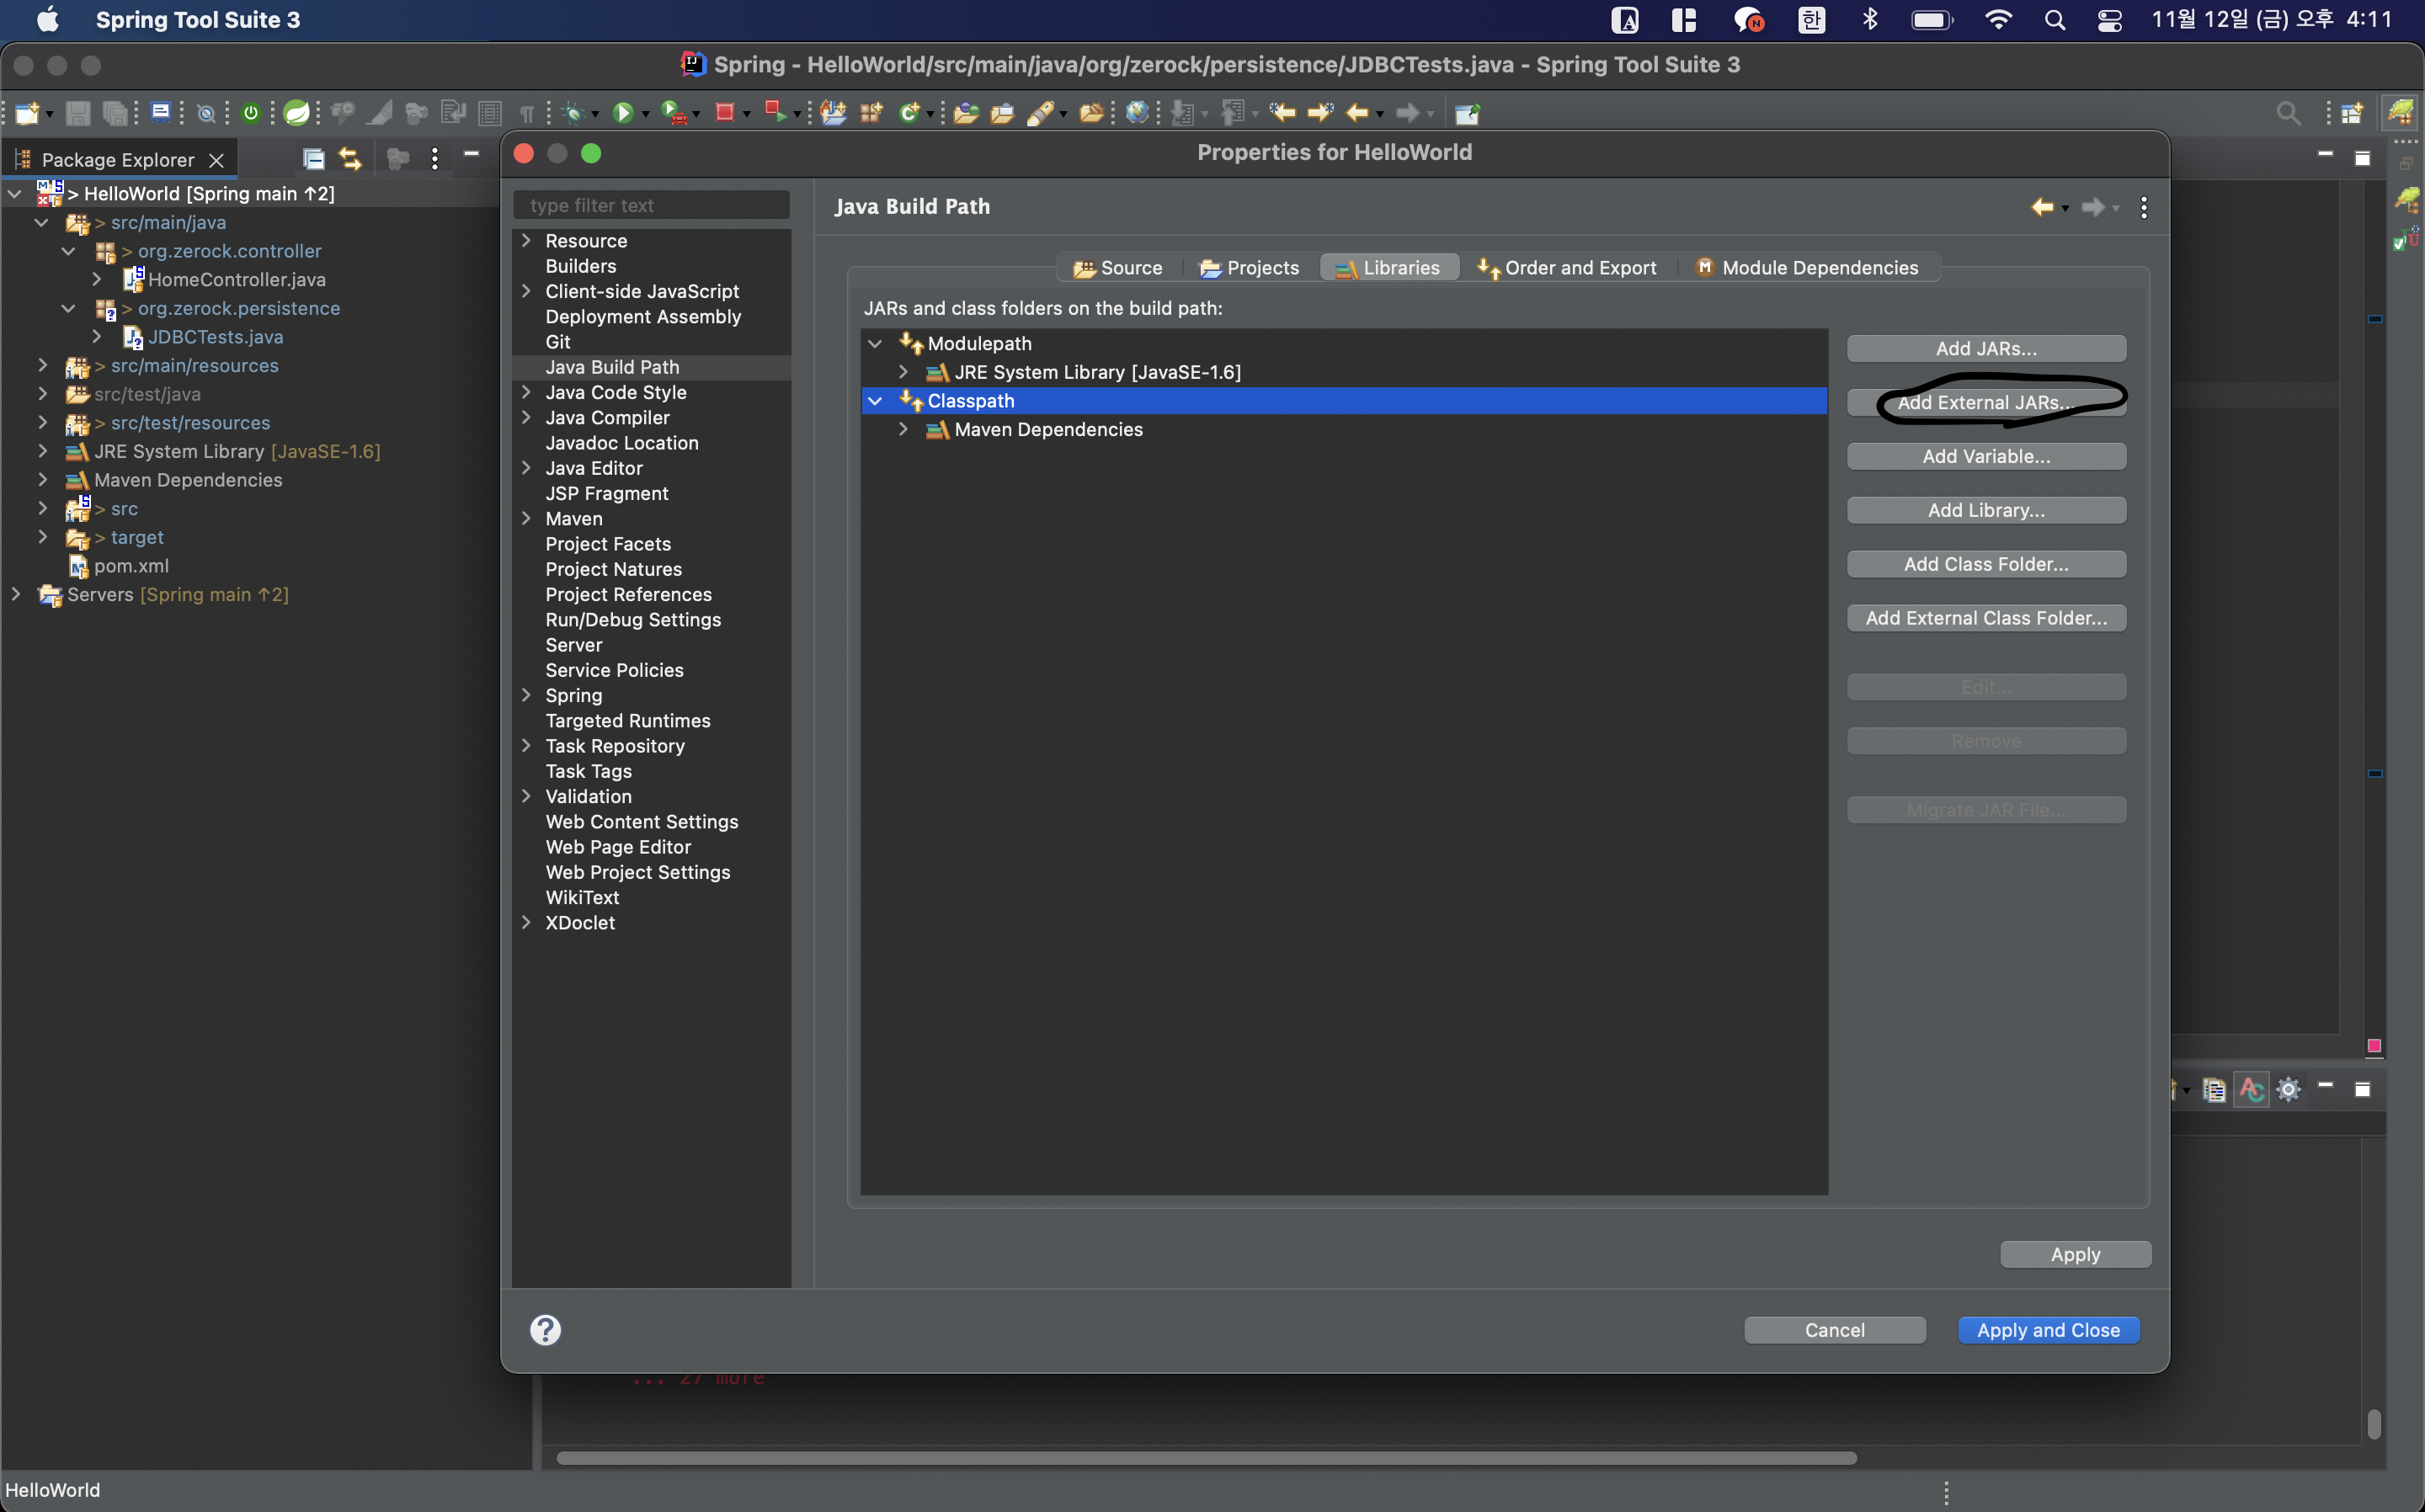 Spring Tool Suite 3
한
11월 12일 (금) 오후 4:11
Spring - HelloWorld/src/main/java/org/zerock/persistence/JDBCTests.java - Spring Tool Suite 3
Package Explorer
> HelloWorld [Spring main ↑2]
> src/main/java
> org.zerock.controller
HomeController.java
> org.zerock.persistence
JDBCTests.java
> src/main/resources
src/test/java
> src/test/resources
JRE System Library [JavaSE-1.6]
Maven Dependencies
> src
> target
pom.xml
Servers [Spring main ↑2]
Properties for HelloWorld
type filter text
Resource
Builders
Client-side JavaScript
Deployment Assembly
Git
Java Build Path
Java Code Style
Java Compiler
Javadoc Location
Java Editor
JSP Fragment
Maven
Project Facets
Project Natures
Project References
Run/Debug Settings
Server
Service Policies
Spring
Targeted Runtimes
Task Repository
Task Tags
Validation
Web Content Settings
Web Page Editor
Web Project Settings
WikiText
XDoclet
Java Build Path
Source
Projects
Libraries
Order and Export
Module Dependencies
JARs and class folders on the build path:
Modulepath
JRE System Library [JavaSE-1.6]
Classpath
Maven Dependencies
Add JARs...
Add External JARs...
Add Variable...
Add Library...
Add Class Folder...
Add External Class Folder...
Edit...
Remove
Migrate JAR File...
Apply
Cancel
Apply and Close
... 27 more
HelloWorld